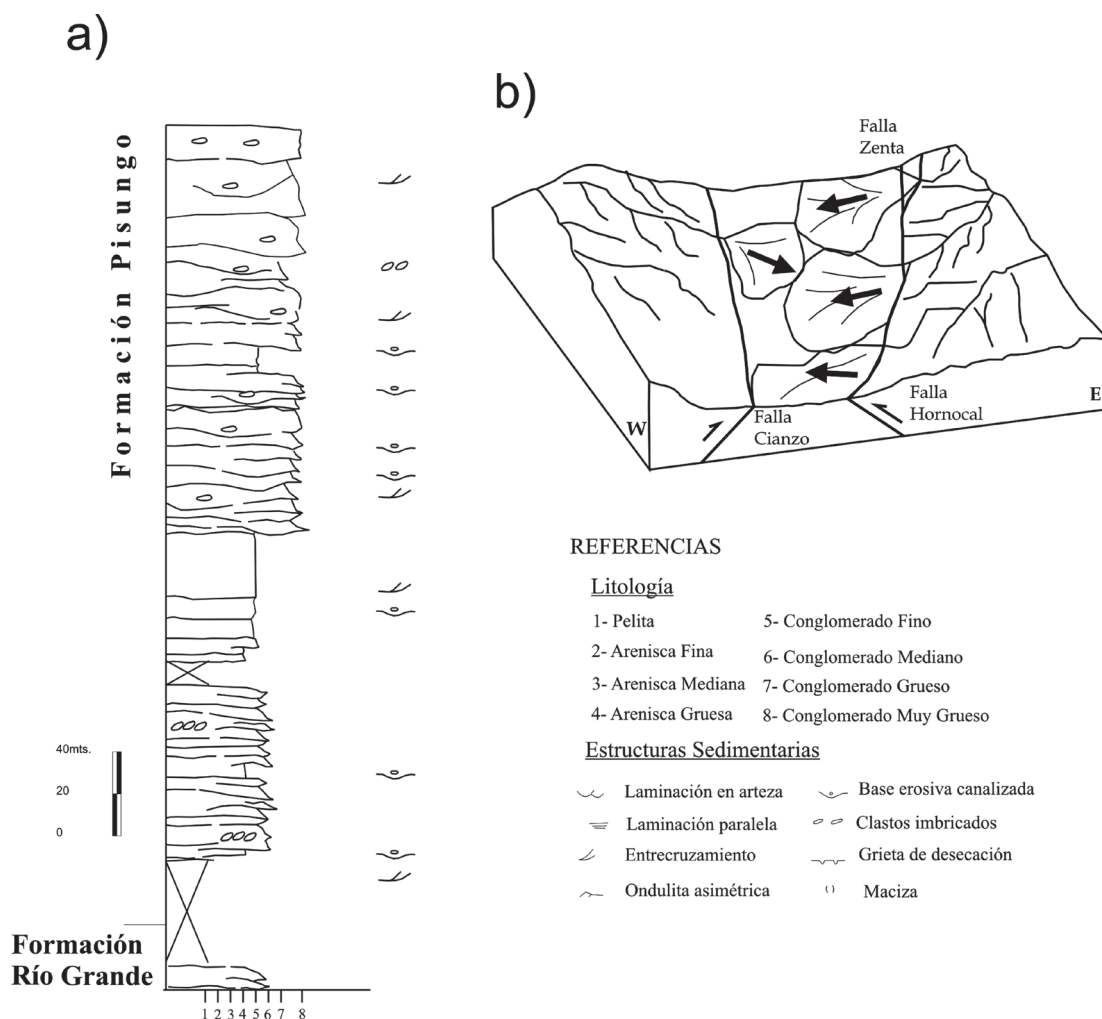 a)
Formación Pisungo
40mts.
20
0
Formación
Río Grande
1 2 3 4 5 6 7 8
b)
Falla
Zenta
W
Falla
Cianzo
Falla
Hornocal
E
REFERENCIAS
Litología
1- Pelita
2- Arenisca Fina
3- Arenisca Mediana
4- Arenisca Gruesa
5- Conglomerado Fino
6- Conglomerado Mediano
7- Conglomerado Grueso
8- Conglomerado Muy Grueso
Estructuras Sedimentarias
Laminación en arteza
Laminación paralela
Entrecruzamiento
Ondulita asimétrica
Base erosiva canalizada
Clastos imbricados
Grieta de desecación
Maciza